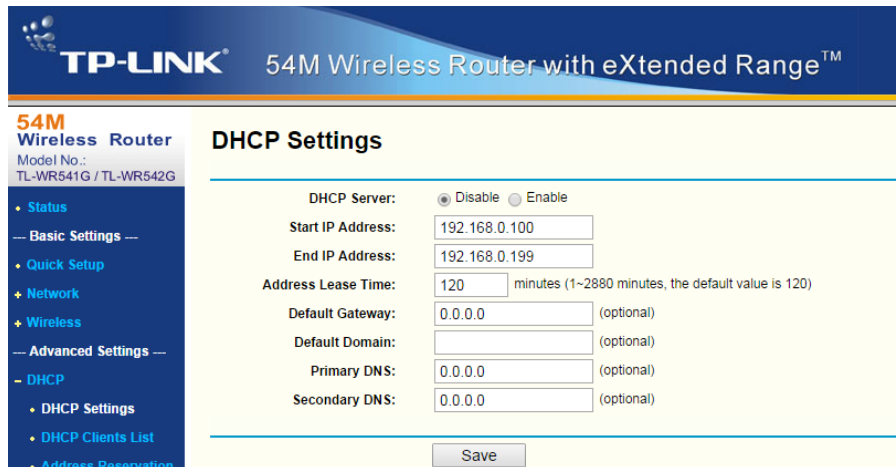 TP-LINK® 54M Wireless Router with eXtended Range™
54M
Wireless Router
Model No.:
TL-WR541G / TL-WR542G
Status
--- Basic Settings ---
Quick Setup
Network
Wireless
--- Advanced Settings ---
DHCP
DHCP Settings
DHCP Clients List
Address Reservation
DHCP Settings
DHCP Server: Disable Enable
Start IP Address: 192.168.0.100
End IP Address: 192.168.0.199
Address Lease Time: 120 minutes (1~2880 minutes, the default value is 120)
Default Gateway: 0.0.0.0 (optional)
Default Domain: (optional)
Primary DNS: 0.0.0.0 (optional)
Secondary DNS: 0.0.0.0 (optional)
Save